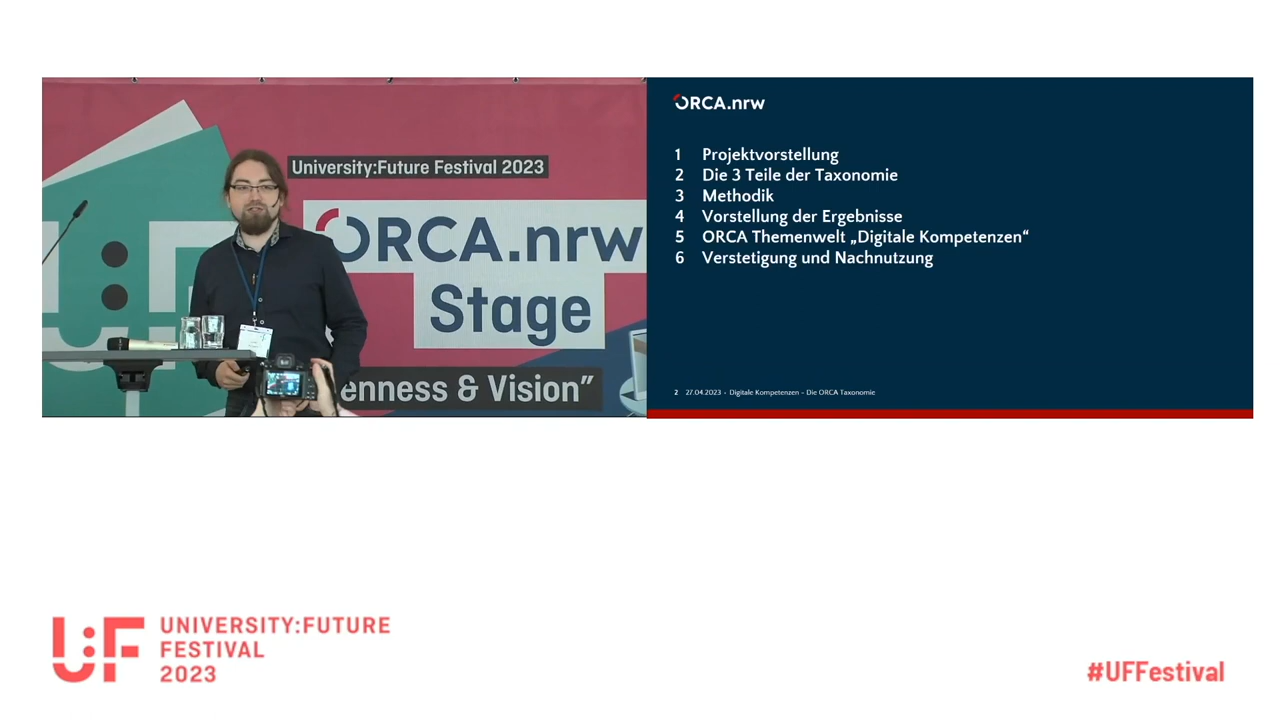 University:Future Festival 2023
ORCA.nrw
Stage
enness & Vision”
ORCA.nrw
1 Projektvorstellung
2 Die 3 Teile der Taxonomie
3 Methodik
4 Vorstellung der Ergebnisse
5 ORCA Themenwelt „Digitale Kompetenzen“
6 Verstetigung und Nachnutzung
2 27.04.2023 - Digitale Kompetenzen - Die ORCA Taxonomie
U:F
UNIVERSITY:FUTURE
FESTIVAL
2023
#UFFestival